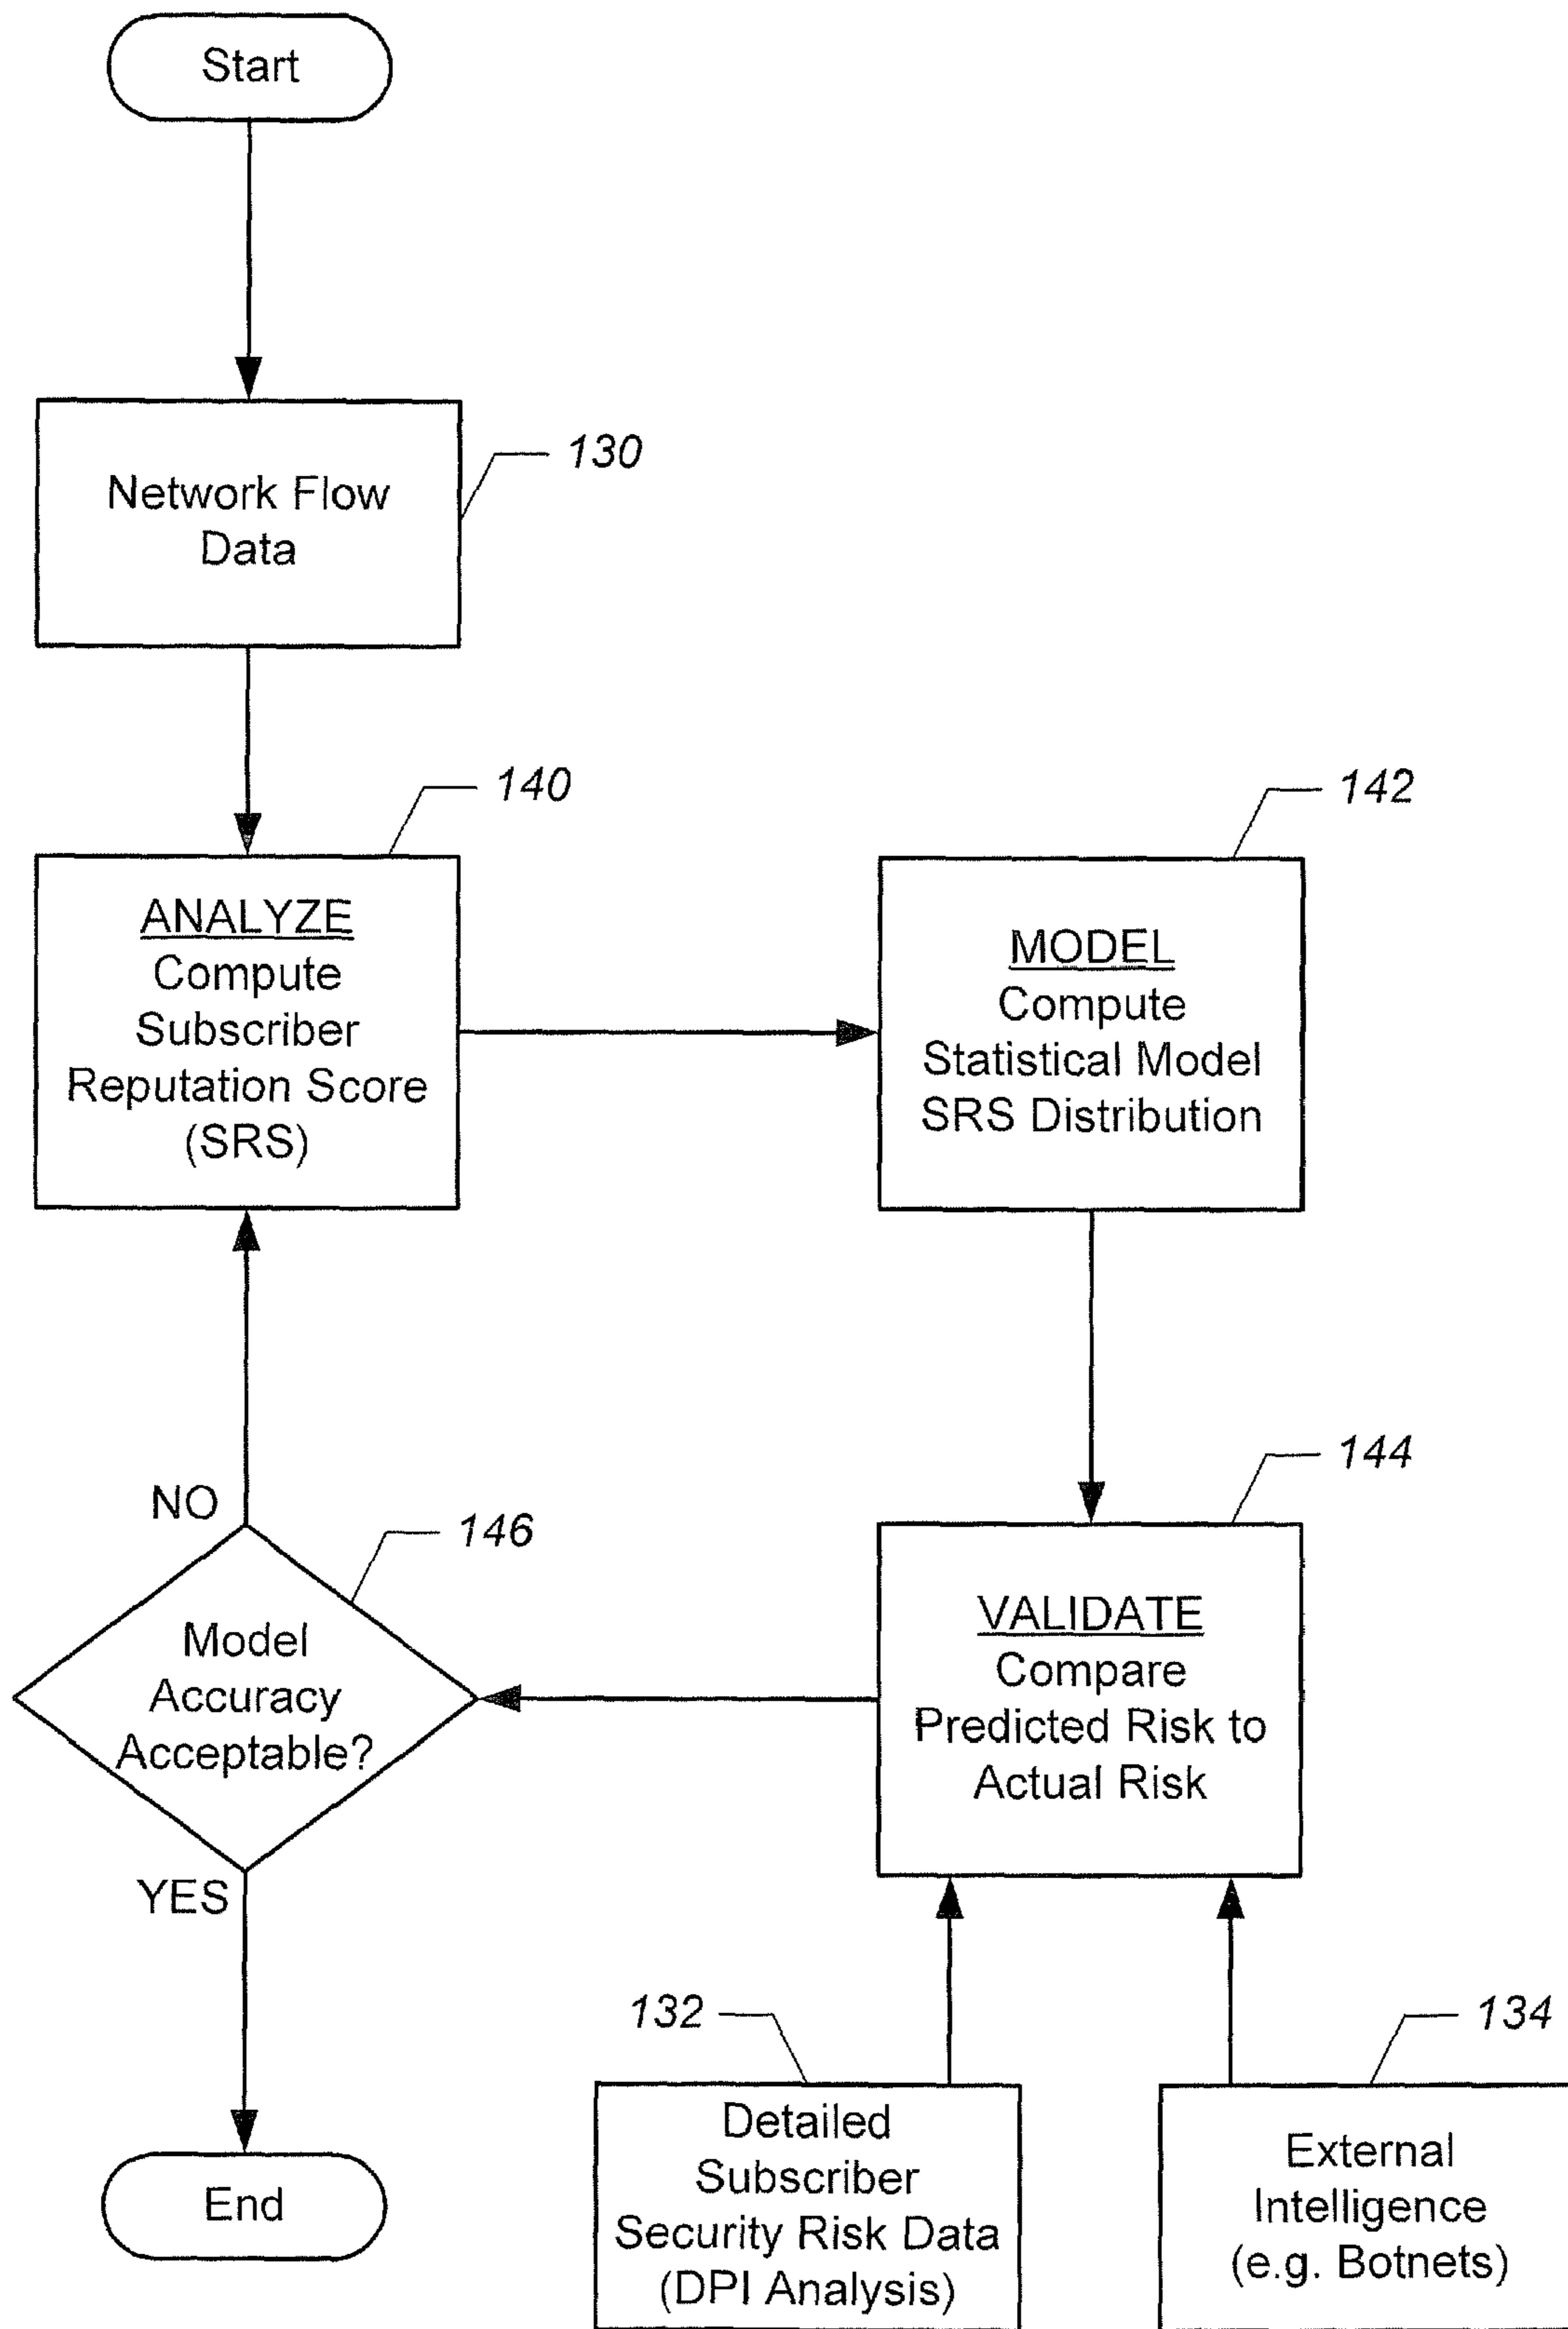 Start
130
Network Flow
Data
140
ANALYZE
Compute
Subscriber
Reputation Score
(SRS)
142
MODEL
Compute
Statistical Model
SRS Distribution
144
VALIDATE
Compare
Predicted Risk to
Actual Risk
NO
146
Model
Accuracy
Acceptable?
YES
End
132
Detailed
Subscriber
Security Risk Data
(DPI Analysis)
134
External
Intelligence
(e.g. Botnets)